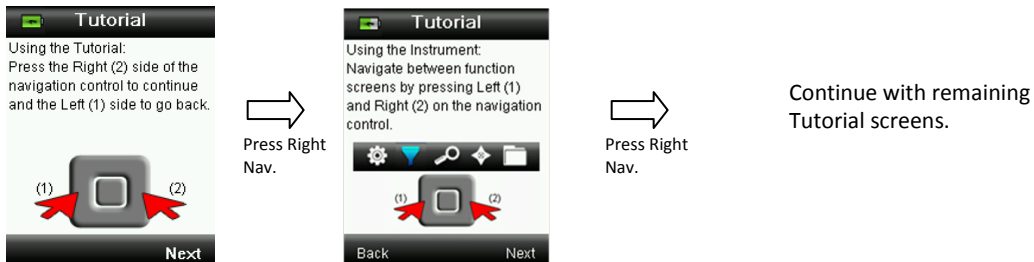 Tutorial
Using the Tutorial:
Press the Right (2) side of the
navigation control to continue
and the Left (1) side to go back.
(1)
(2)
Next
Press Right
Nav.
Tutorial
Using the Instrument:
Navigate between function
screens by pressing Left (1)
and Right (2) on the navigation
control.
(1)
(2)
Back
Next
Press Right
Nav.
Continue with remaining
Tutorial screens.